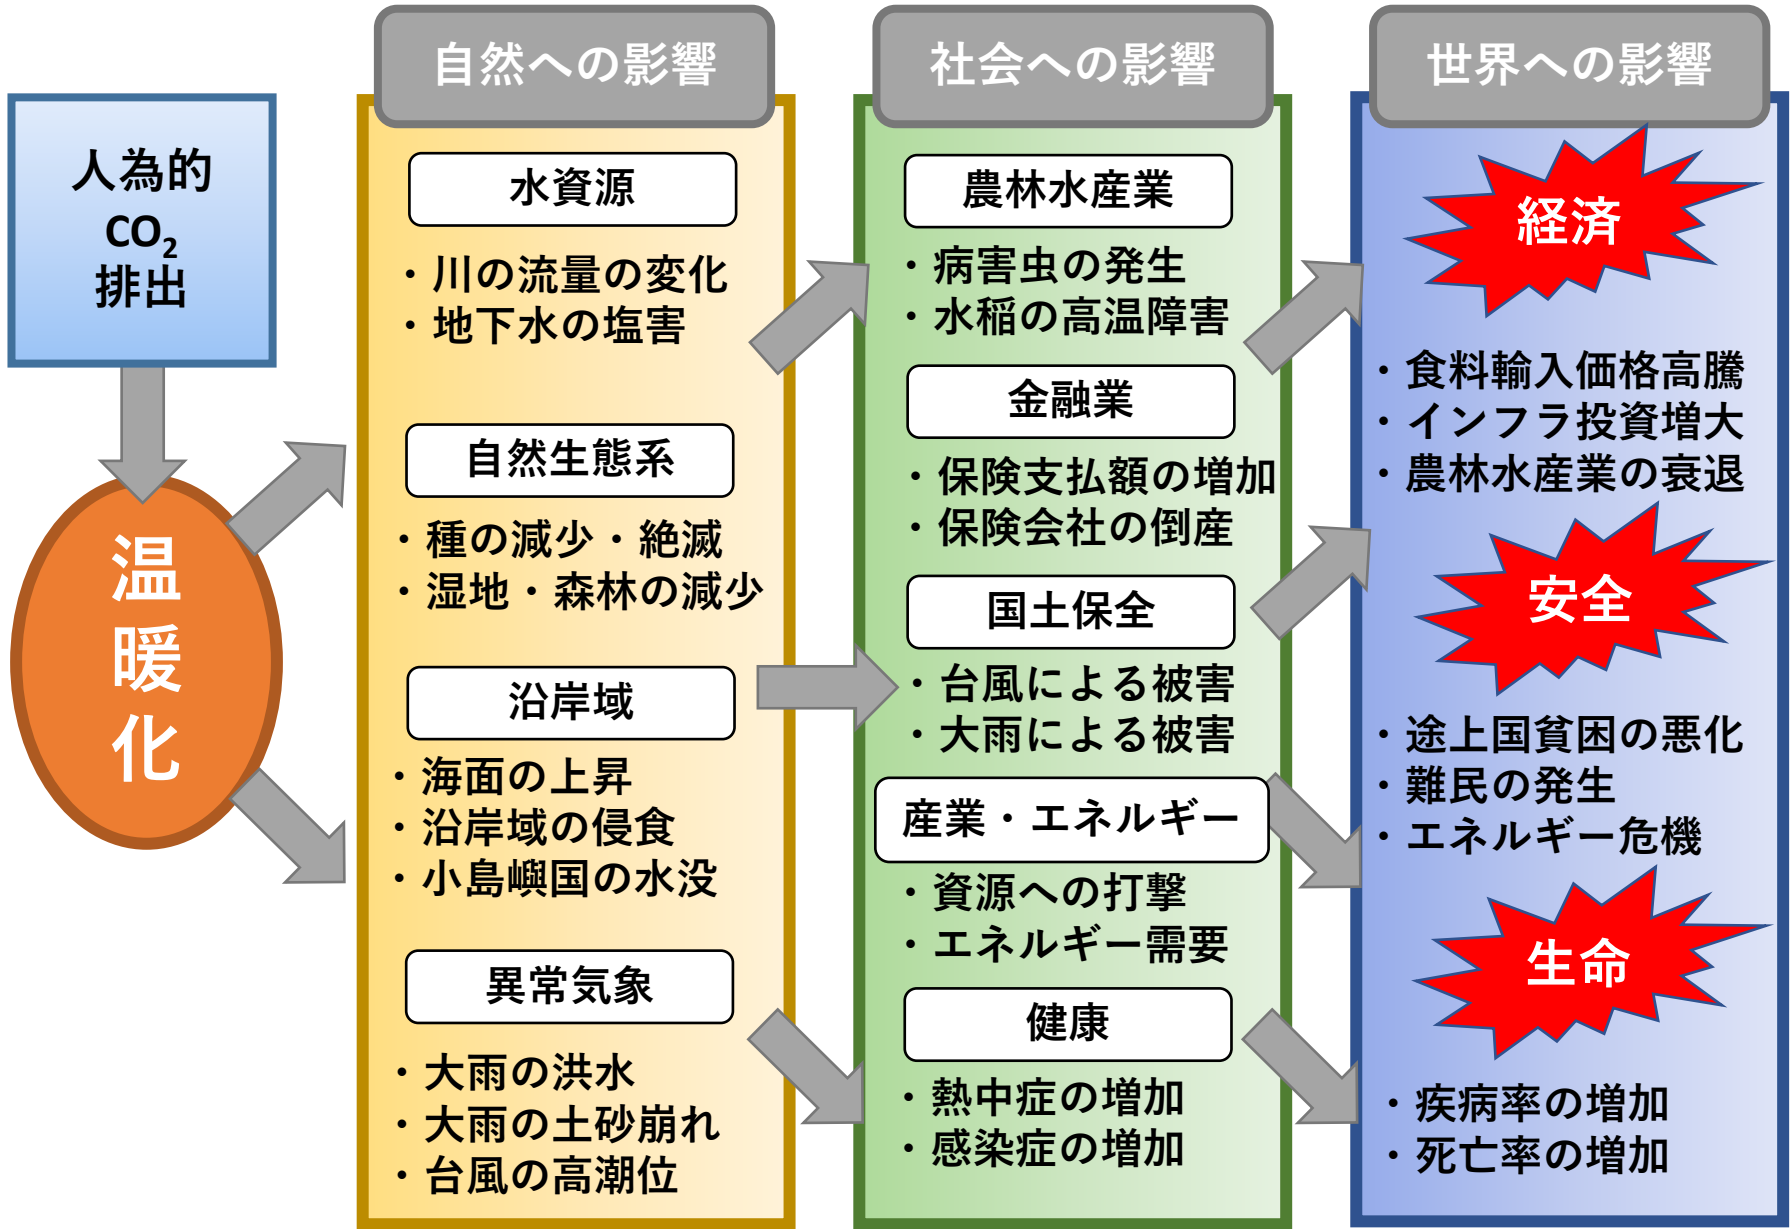 人為的
CO₂
排出
温
暖
化
自然への影響
水資源
・川の流量の変化
・地下水の塩害
自然生態系
・種の減少・絶滅
・湿地・森林の減少
沿岸域
・海面の上昇
・沿岸域の侵食
・小島嶼国の水没
異常気象
・大雨の洪水
・大雨の土砂崩れ
・台風の高潮位
社会への影響
農林水産業
・病害虫の発生
・水稲の高温障害
金融業
・保険支払額の増加
・保険会社の倒産
国土保全
・台風による被害
・大雨による被害
産業・エネルギー
・資源への打撃
・エネルギー需要
健康
・熱中症の増加
・感染症の増加
世界への影響
経済
・食料輸入価格高騰
・インフラ投資増大
・農林水産業の衰退
安全
・途上国貧困の悪化
・難民の発生
・エネルギー危機
生命
・疾病率の増加
・死亡率の増加